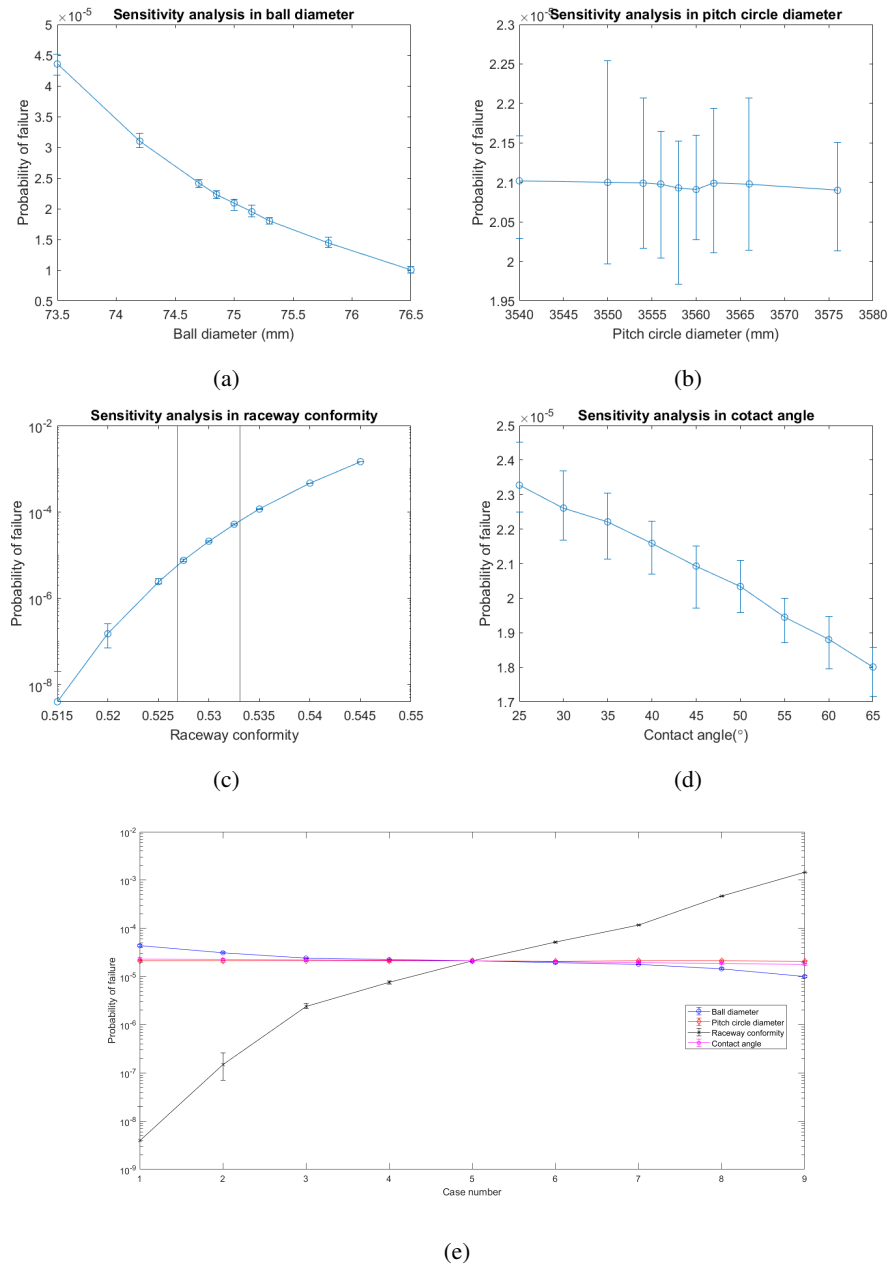 Sensitivity analysis in ball diameter
×10⁻⁵
5
4.5
4
3.5
3
2.5
2
1.5
1
0.5
Probability of failure
73.5 74 74.5 75 75.5 76 76.5
Ball diameter (mm)
(a)
Sensitivity analysis in pitch circle diameter
×10⁻⁵
2.3
2.25
2.2
2.15
2.1
2.05
2
1.95
Probability of failure
3540 3545 3550 3555 3560 3565 3570 3575 3580
Pitch circle diameter (mm)
(b)
Sensitivity analysis in raceway conformity
10⁻²
10⁻⁴
10⁻⁶
10⁻⁸
Probability of failure
0.515 0.52 0.525 0.53 0.535 0.54 0.545 0.55
Raceway conformity
(c)
Sensitivity analysis in cotact angle
×10⁻⁵
2.5
2.4
2.3
2.2
2.1
2
1.9
1.8
1.7
Probability of failure
25 30 35 40 45 50 55 60 65
Contact angle(°)
(d)
10⁻²
10⁻³
10⁻⁴
10⁻⁵
10⁻⁶
10⁻⁷
10⁻⁸
10⁻⁹
Probability of failure
Ball diameter
Pitch circle diameter
Raceway conformity
Contact angle
1 2 3 4 5 6 7 8 9
Case number
(e)